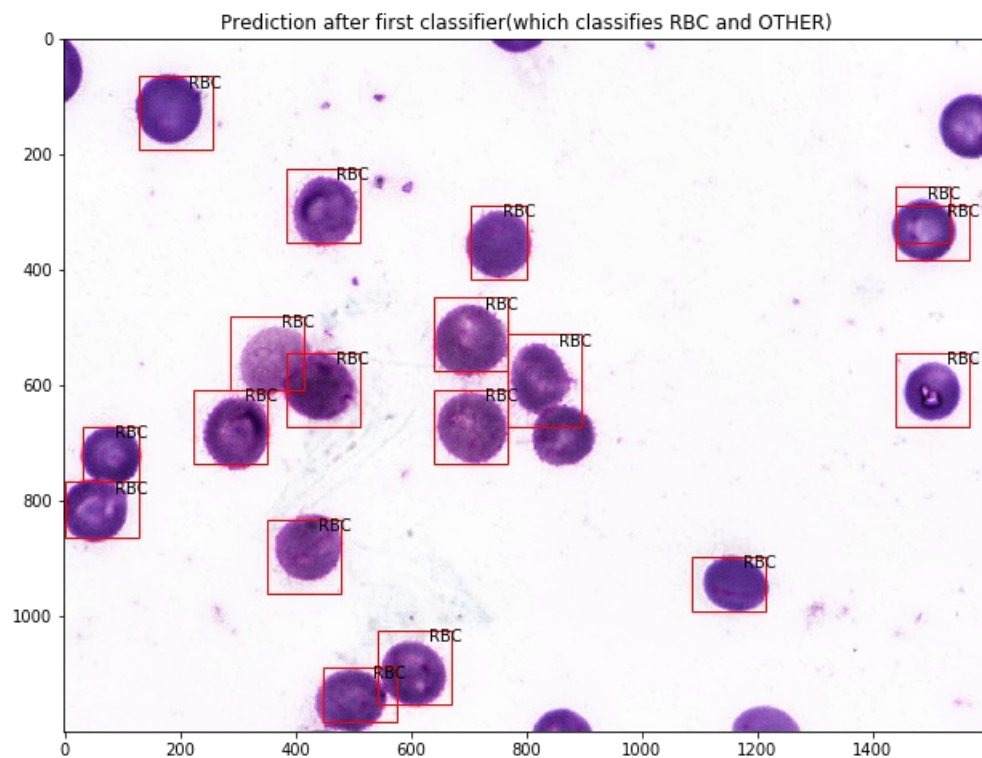 Prediction after first classifier(which classifies RBC and OTHER)
0
RBC
200
RBC
RBC
RBC
RBC
400
RBC
RBC
RBC
RBC
RBC
600
RBC
RBC
RBC
800
RBC
RBC
RBC
1000
RBC
RBC
0 200 400 600 800 1000 1200 1400